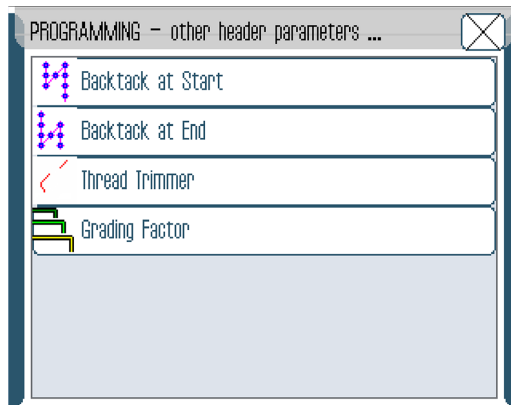 PROGRAMMING - other header parameters ...
Backtack at Start
Backtack at End
Thread Trimmer
Grading Factor